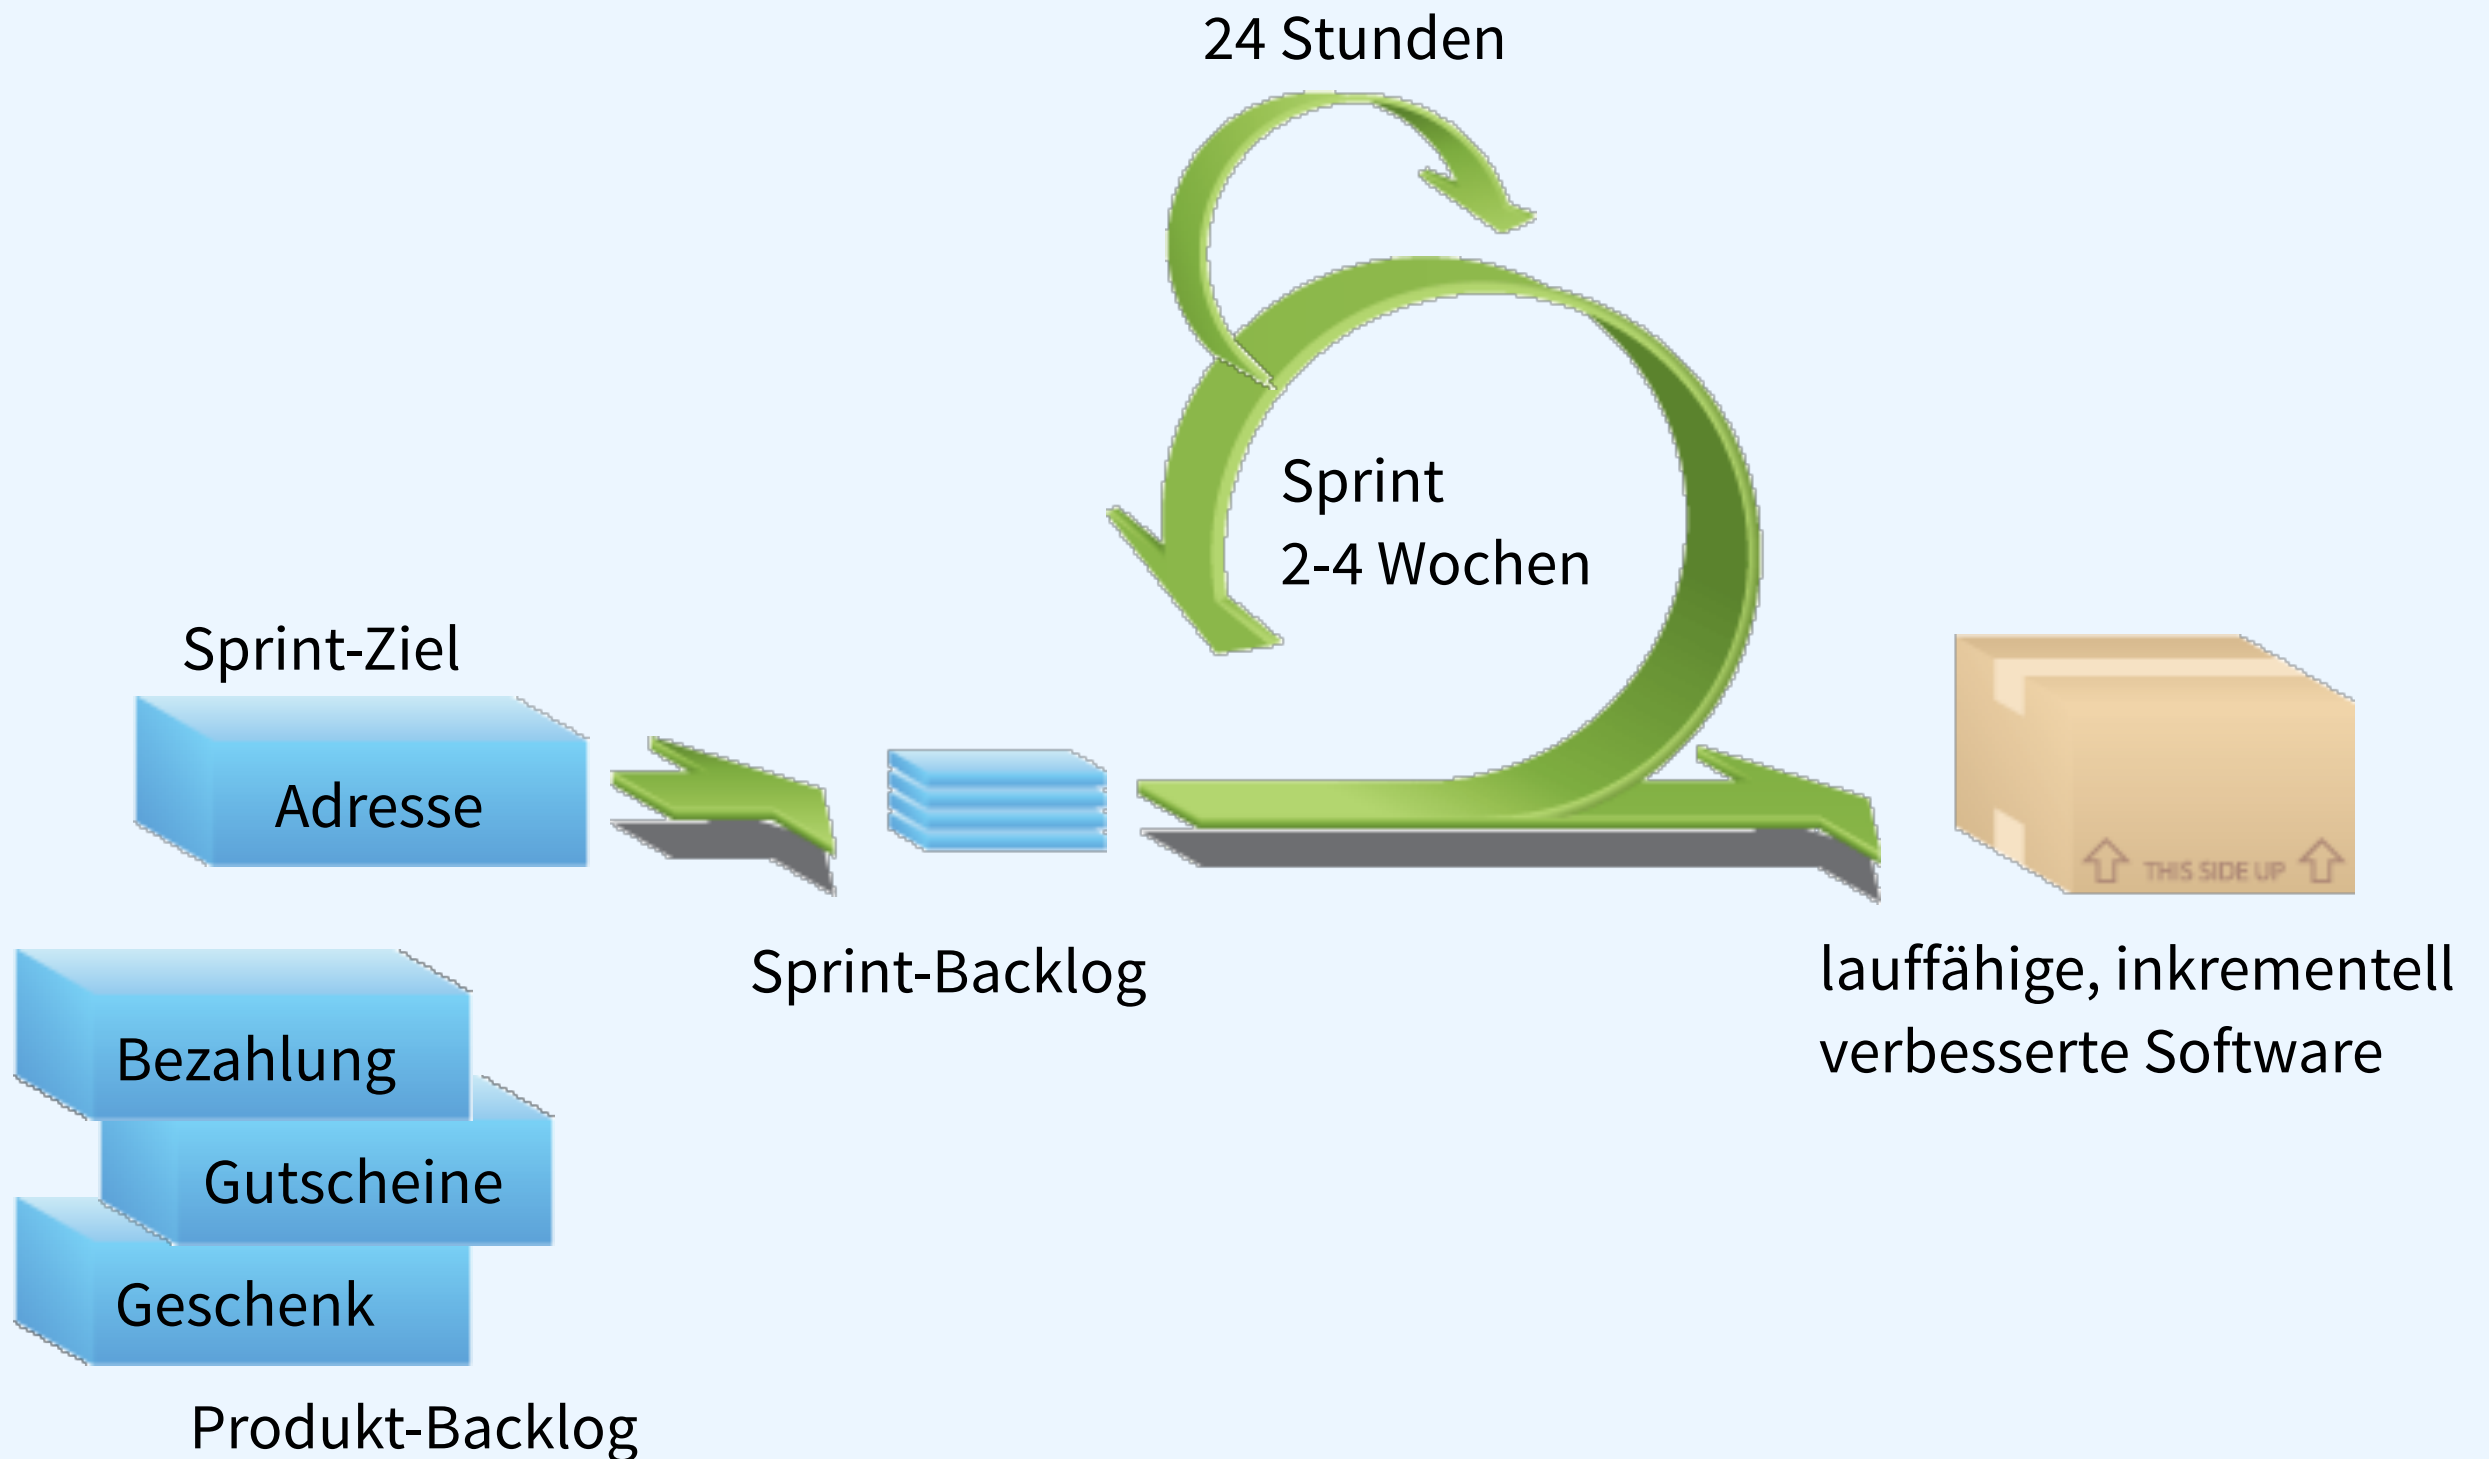 24 Stunden
Sprint
2-4 Wochen
Sprint-Ziel
Adresse
THIS SIDE UP
Sprint-Backlog
lauffähige, inkrementell
verbesserte Software
Bezahlung
Gutscheine
Geschenk
Produkt-Backlog